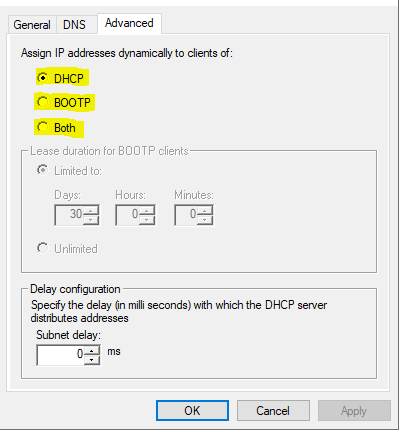 General DNS Advanced
Assign IP addresses dynamically to clients of:
DHCP
BOOTP
Both
Lease duration for BOOTP clients
Limited to:
Days: Hours: Minutes:
30 0 0
Unlimited
Delay configuration
Specify the delay (in milli seconds) with which the DHCP server
distributes addresses
Subnet delay:
0 ms
OK Cancel Apply